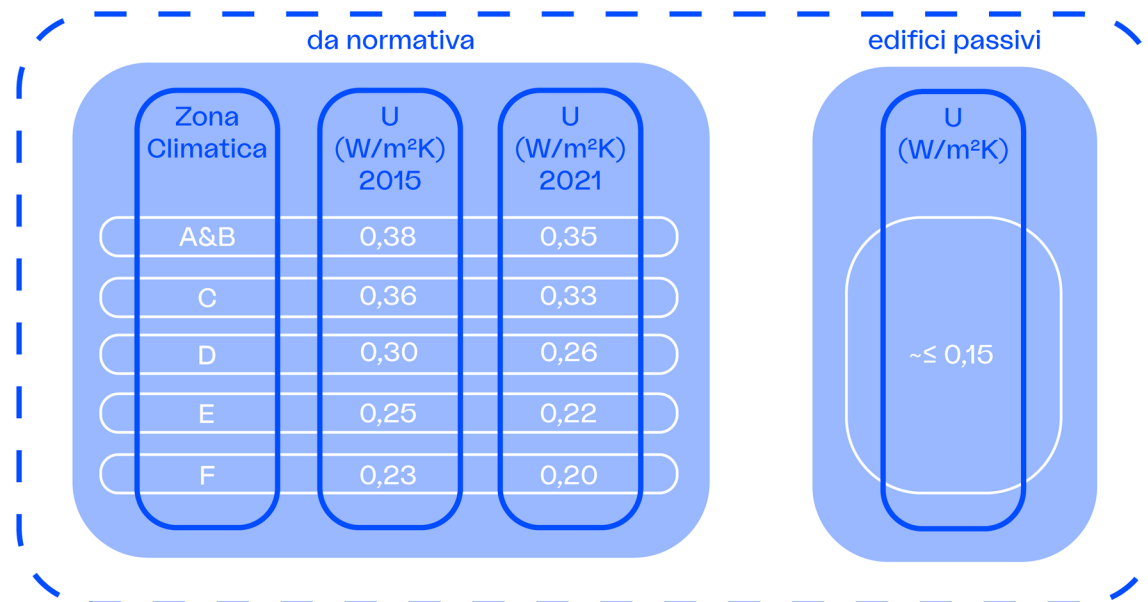 da normativa
edifici passivi
Zona
Climatica
U
(W/m²K)
2015
U
(W/m²K)
2021
U
(W/m²K)
A&B 0,38 0,35
C 0,36 0,33
D 0,30 0,26
~≤ 0,15
E 0,25 0,22
F 0,23 0,20